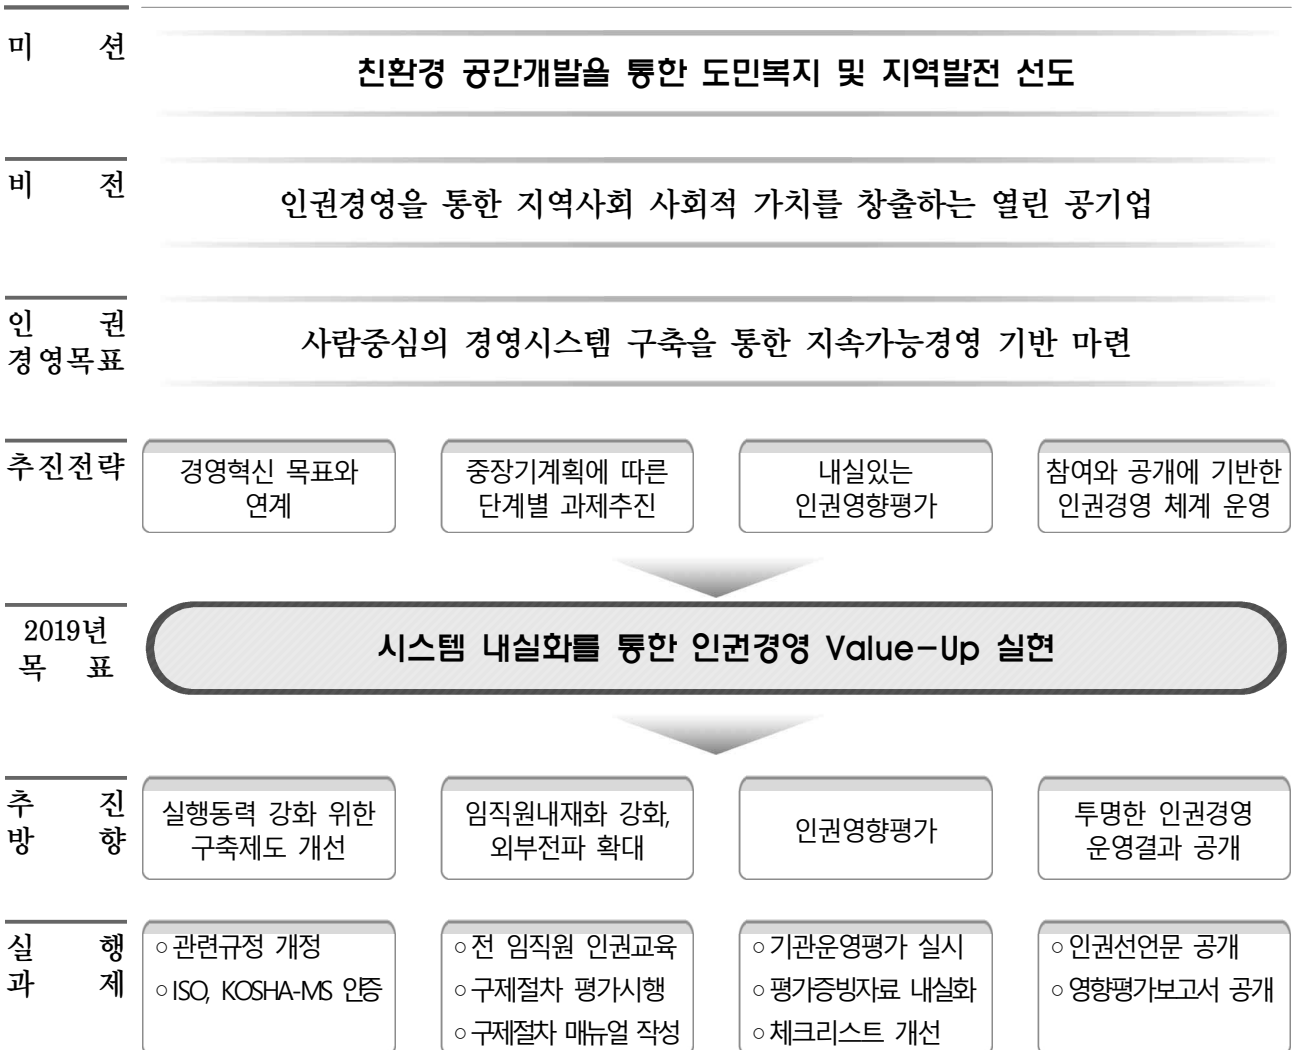 미 션
친환경 공간개발을 통한 도민복지 및 지역발전 선도
비 전
인권경영을 통한 지역사회 사회적 가치를 창출하는 열린 공기업
인 권
경영목표
사람중심의 경영시스템 구축을 통한 지속가능경영 기반 마련
추진전략
경영혁신 목표와
연계
중장기계획에 따른
단계별 과제추진
내실있는
인권영향평가
참여와 공개에 기반한
인권경영 체계 운영
2019년
목 표
시스템 내실화를 통한 인권경영 Value-Up 실현
추 진
방 향
실행동력 강화 위한
구축제도 개선
임직원내재화 강화,
외부전파 확대
인권영향평가
투명한 인권경영
운영결과 공개
실 행
과 제
○ 관련규정 개정
○ ISO, KOSHA-MS 인증
○ 전 임직원 인권교육
○ 구제절차 평가시행
○ 구제절차 매뉴얼 작성
○ 기관운영평가 실시
○ 평가증빙자료 내실화
○ 체크리스트 개선
○ 인권선언문 공개
○ 영향평가보고서 공개